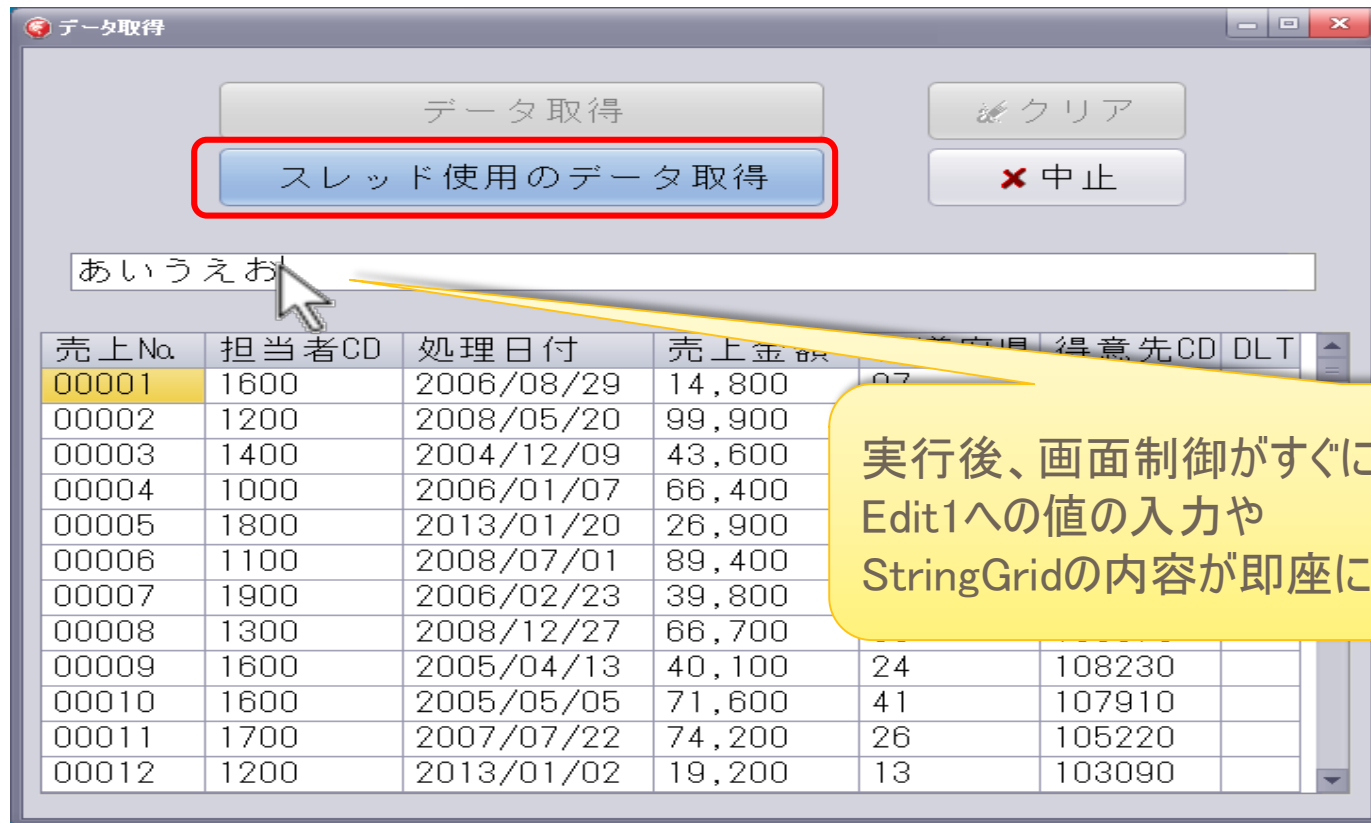 データ取得
データ取得 クリア
スレッド使用のデータ取得 中止
あいうえお
売上No. 担当者CD 処理日付 売上金額 得意先CD DLT
00001 1600 2006/08/29 14,800
00002 1200 2008/05/20 99,900
00003 1400 2004/12/09 43,600
00004 1000 2006/01/07 66,400
00005 1800 2013/01/20 26,900
00006 1100 2008/07/01 89,400
00007 1900 2006/02/23 39,800
00008 1300 2008/12/27 66,700
00009 1600 2005/04/13 40,100 24 108230
00010 1600 2005/05/05 71,600 41 107910
00011 1700 2007/07/22 74,200 26 105220
00012 1200 2013/01/02 19,200 13 103090
実行後、画面制御がすぐに
Edit1への値の入力や
StringGridの内容が即座に